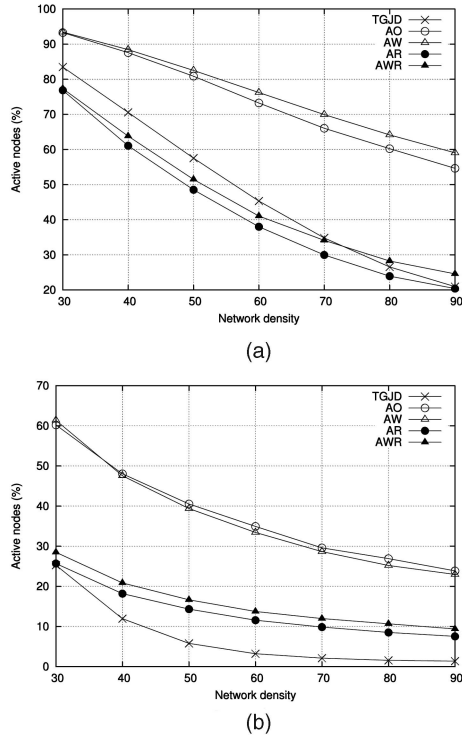 100
90
80
70
60
50
40
30
20
Active nodes (%)
TGJD
AO
AW
AR
AWR
30 40 50 60 70 80 90
Network density
(a)
70
60
50
40
30
20
10
0
Active nodes (%)
TGJD
AO
AW
AR
AWR
30 40 50 60 70 80 90
Network density
(b)